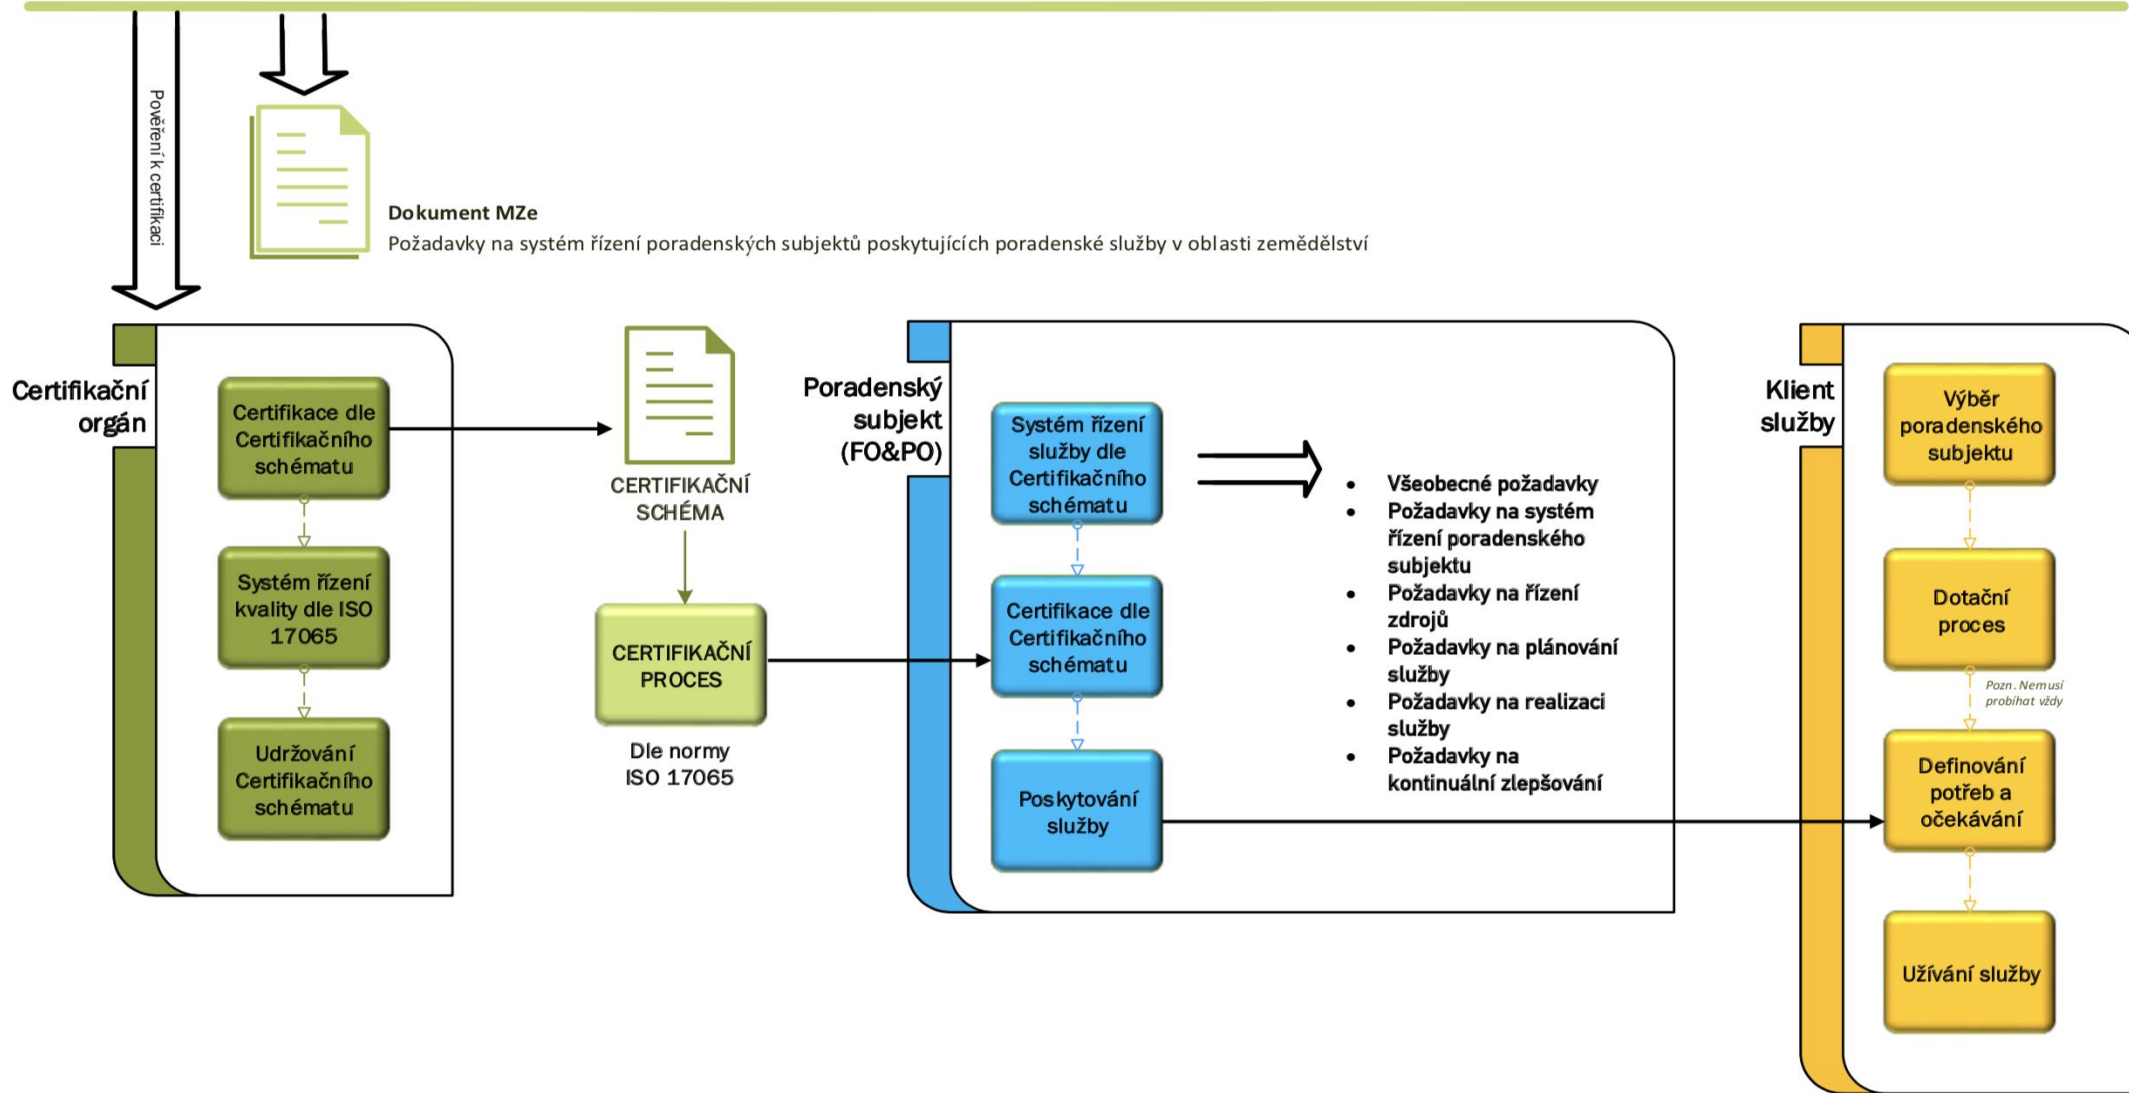 Pověření k certifikaci
Dokument MZe
Požadavky na systém řízení poradenských subjektů poskytujících poradenské služby v oblasti zemědělství
Certifikační
orgán
Certifikace dle
Certifikačního
schématu
Systém řízení
kvality dle ISO
17065
Udržování
Certifikačního
schématu
CERTIFIKAČNÍ
SCHÉMA
CERTIFIKAČNÍ
PROCES
Dle normy
ISO 17065
Poradenský
subjekt
(FO&PO)
Systém řízení
služby dle
Certifikačního
schématu
Certifikace dle
Certifikačního
schématu
Poskytování
služby
• Všeobecné požadavky
• Požadavky na systém
řízení poradenského
subjektu
• Požadavky na řízení
zdrojů
• Požadavky na plánování
služby
• Požadavky na realizaci
služby
• Požadavky na
kontinuální zlepšování
Klient
služby
Výběr
poradenského
subjektu
Dotační
proces
Pozn. Nemusí
probíhat vždy
Definování
potřeb a
očekávání
Užívání služby